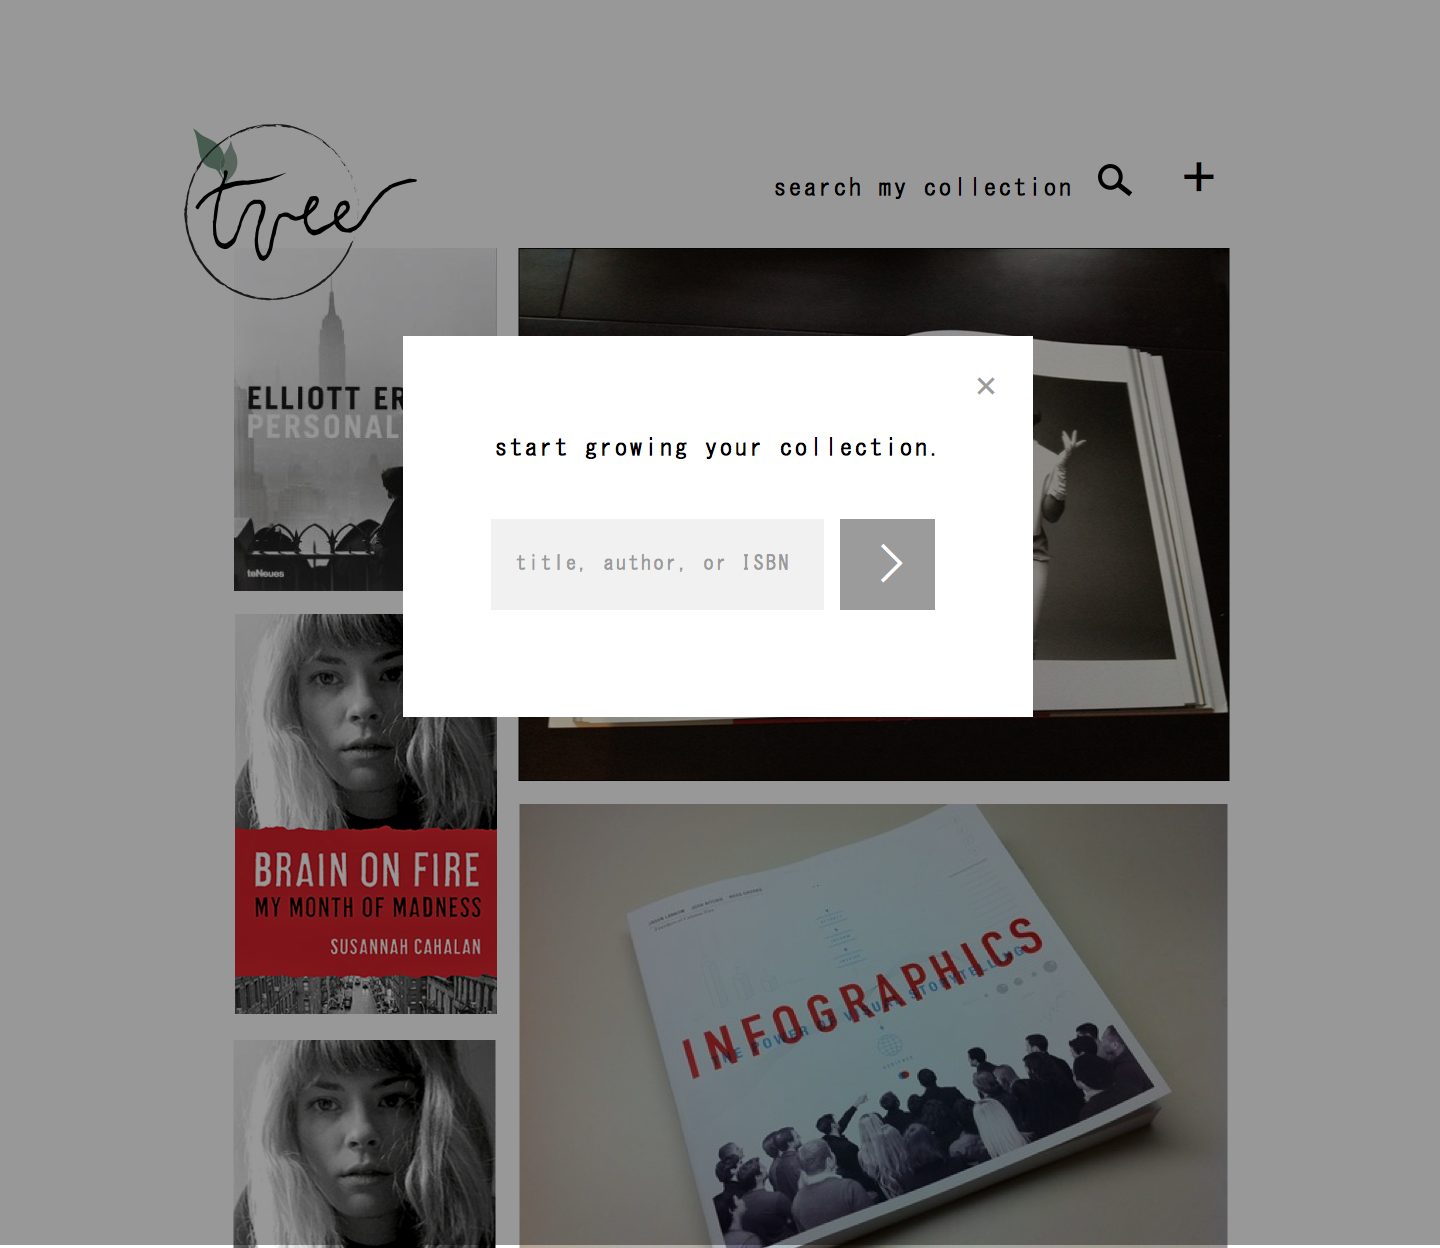 tree
search my collection
ELLIOTT ER
PERSONAL
start growing your collection.
title, author, or ISBN
teNeues
BRAIN ON FIRE
MY MONTH OF MADNESS
SUSANNAH CAHALAN
INFOGRAPHICS
THE POWER OF VISUAL STORYTELLING